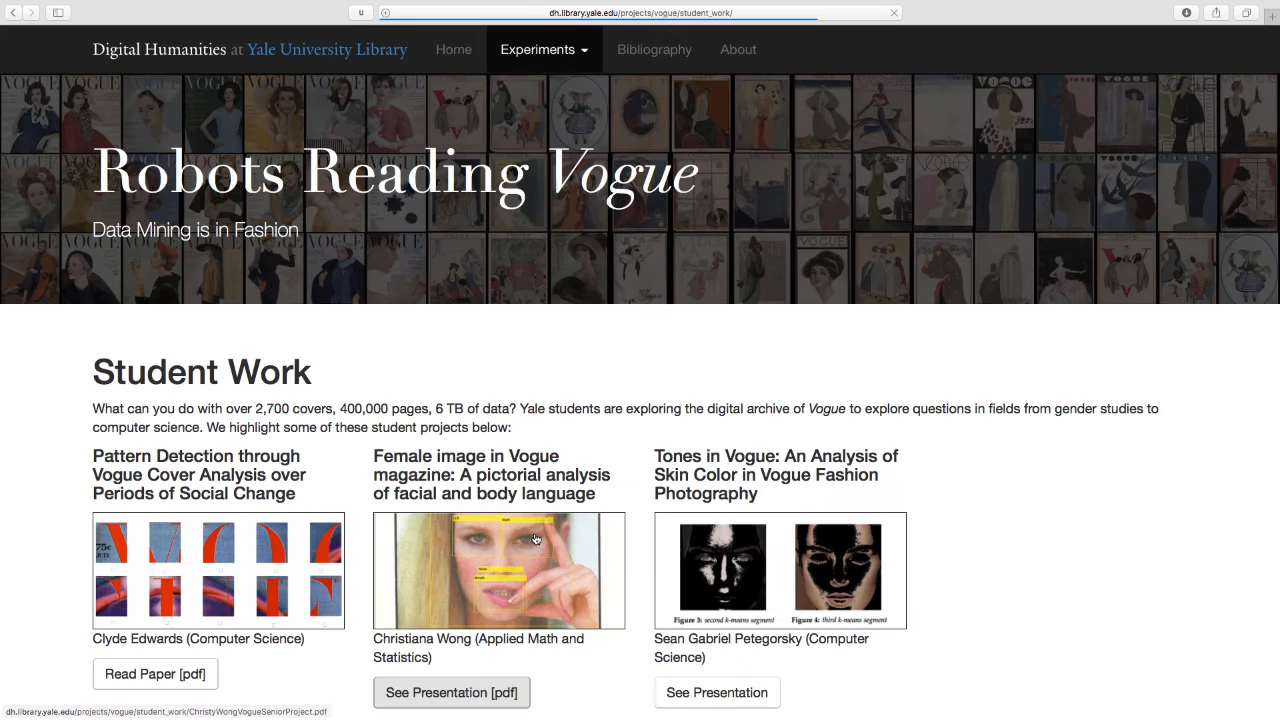 dh.library.yale.edu/projects/vogue/student_work/
Digital Humanities at Yale University Library
Home
Experiments
Bibliography
About
Robots Reading Vogue
Data Mining is in Fashion
Student Work
What can you do with over 2,700 covers, 400,000 pages, 6 TB of data? Yale students are exploring the digital archive of Vogue to explore questions in fields from gender studies to
computer science. We highlight some of these student projects below:
Pattern Detection through
Vogue Cover Analysis over
Periods of Social Change
Clyde Edwards (Computer Science)
Read Paper [pdf]
Female image in Vogue
magazine: A pictorial analysis
of facial and body language
Christiana Wong (Applied Math and
Statistics)
See Presentation [pdf]
Tones in Vogue: An Analysis of
Skin Color in Vogue Fashion
Photography
Figure 3: second k-means segment
Figure 4: third k-means segment
Sean Gabriel Petegorsky (Computer
Science)
See Presentation
dh.library.yale.edu/projects/vogue/student_work/ChristyWongVogueSeniorProject.pdf